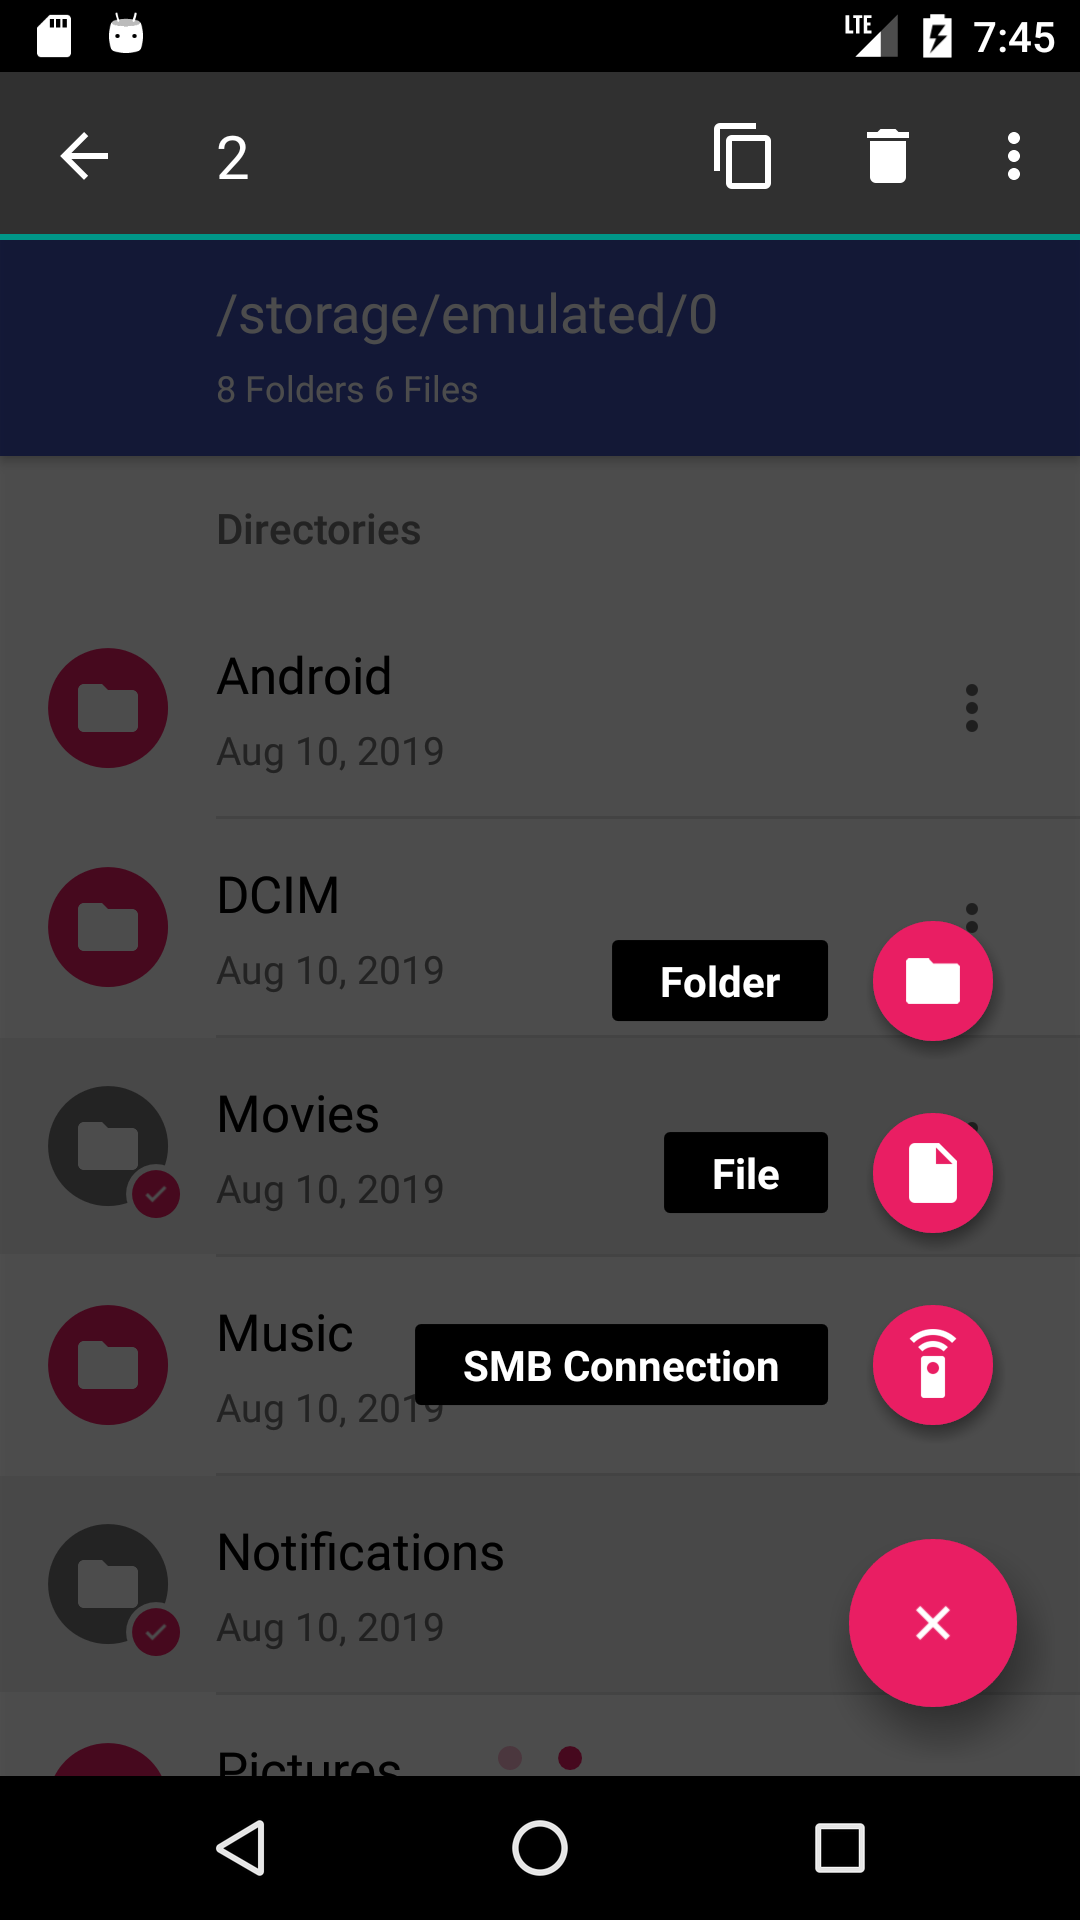 LTE 7:45
2
/storage/emulated/0
8 Folders 6 Files
Directories
Android
Aug 10, 2019
DCIM
Aug 10, 2019
Folder
Movies
Aug 10, 2019
File
Music
Aug 10, 2019
SMB Connection
Notifications
Aug 10, 2019
Pictures